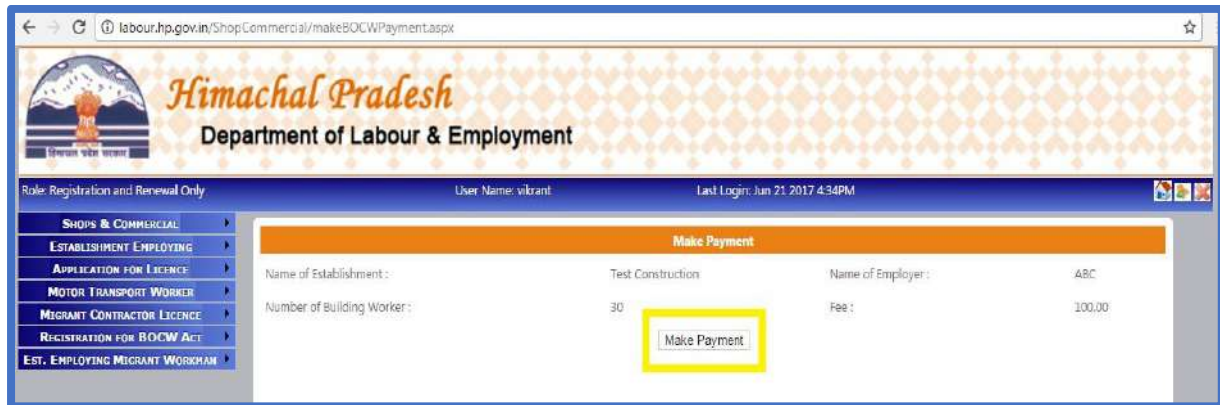 labour.hp.gov.in/ShopCommercial/makeBOCWPayment.aspx
Himachal Pradesh
Department of Labour & Employment
हिमाचल प्रदेश सरकार
Role: Registration and Renewal Only User Name: vikrant Last Login: Jun 21 2017 4:34PM
SHOPS & COMMERCIAL
ESTABLISHMENT EMPLOYING
APPLICATION FOR LICENCE
MOTOR TRANSPORT WORKER
MIGRANT CONTRACTOR LICENCE
REGISTRATION FOR BOCW ACT
EST. EMPLOYING MIGRANT WORKMAN
Make Payment
Name of Establishment : Test Construction Name of Employer : ABC
Number of Building Worker : 30 Fee : 100.00
Make Payment